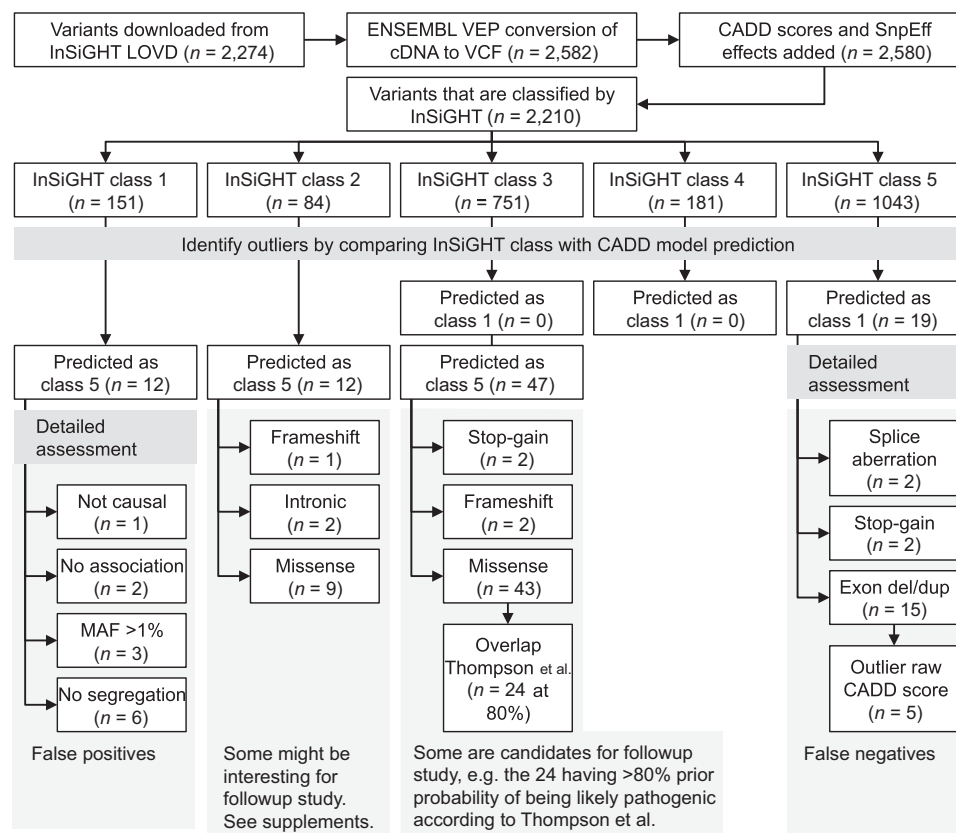 Variants downloaded from
InSiGHT LOVD (n = 2,274)
ENSEMBL VEP conversion of
cDNA to VCF (n = 2,582)
CADD scores and SnpEff
effects added (n = 2,580)
Variants that are classified by
InSiGHT (n = 2,210)
InSiGHT class 1
(n = 151)
InSiGHT class 2
(n = 84)
InSiGHT class 3
(n = 751)
InSiGHT class 4
(n = 181)
InSiGHT class 5
(n = 1043)
Identify outliers by comparing InSiGHT class with CADD model prediction
Predicted as
class 1 (n = 0)
Predicted as
class 1 (n = 0)
Predicted as
class 1 (n = 19)
Predicted as
class 5 (n = 12)
Predicted as
class 5 (n = 12)
Predicted as
class 5 (n = 47)
Detailed
assessment
Detailed
assessment
Not causal
(n = 1)
No association
(n = 2)
MAF >1%
(n = 3)
No segregation
(n = 6)
False positives
Frameshift
(n = 1)
Intronic
(n = 2)
Missense
(n = 9)
Some might be
interesting for
followup study.
See supplements.
Stop-gain
(n = 2)
Frameshift
(n = 2)
Missense
(n = 43)
Overlap
Thompson et al.
(n = 24 at
80%)
Some are candidates for followup
study, e.g. the 24 having >80% prior
probability of being likely pathogenic
according to Thompson et al.
Splice
aberration
(n = 2)
Stop-gain
(n = 2)
Exon del/dup
(n = 15)
Outlier raw
CADD score
(n = 5)
False negatives